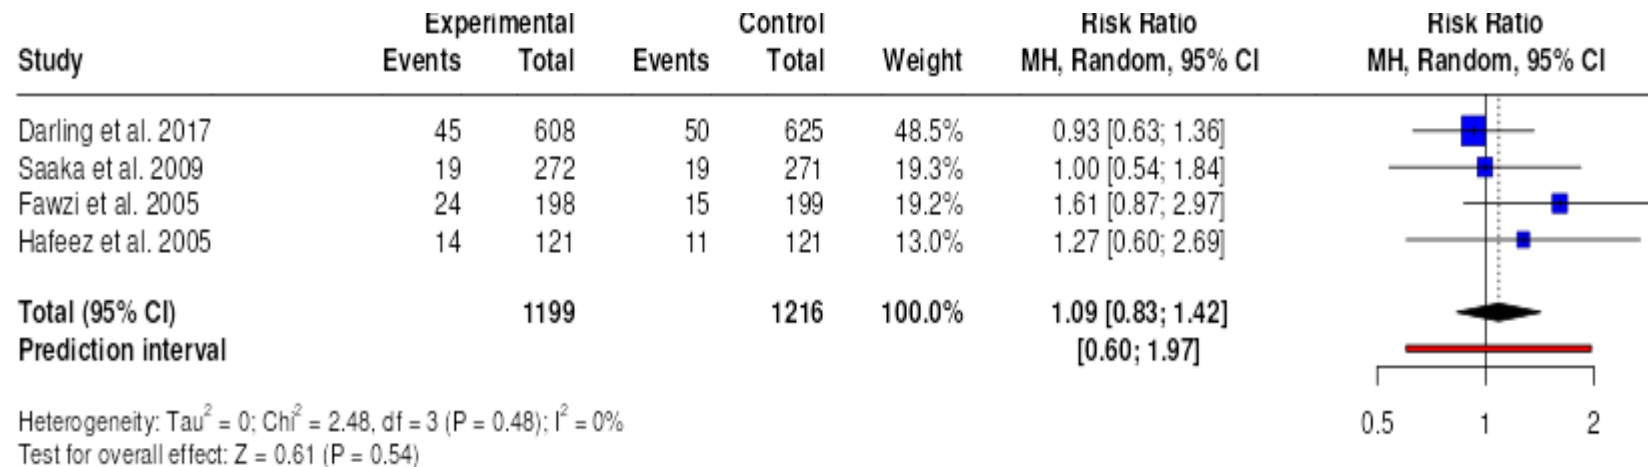 Experimental Control Risk Ratio Risk Ratio
Study Events Total Events Total Weight MH, Random, 95% CI MH, Random, 95% CI
Darling et al. 2017 45 608 50 625 48.5% 0.93 [0.63; 1.36]
Saaka et al. 2009 19 272 19 271 19.3% 1.00 [0.54; 1.84]
Fawzi et al. 2005 24 198 15 199 19.2% 1.61 [0.87; 2.97]
Hafeez et al. 2005 14 121 11 121 13.0% 1.27 [0.60; 2.69]
Total (95% CI) 1199 1216 100.0% 1.09 [0.83; 1.42]
Prediction interval [0.60; 1.97]
Heterogeneity: Tau² = 0; Chi² = 2.48, df = 3 (P = 0.48); I² = 0%
0.5 1 2
Test for overall effect: Z = 0.61 (P = 0.54)